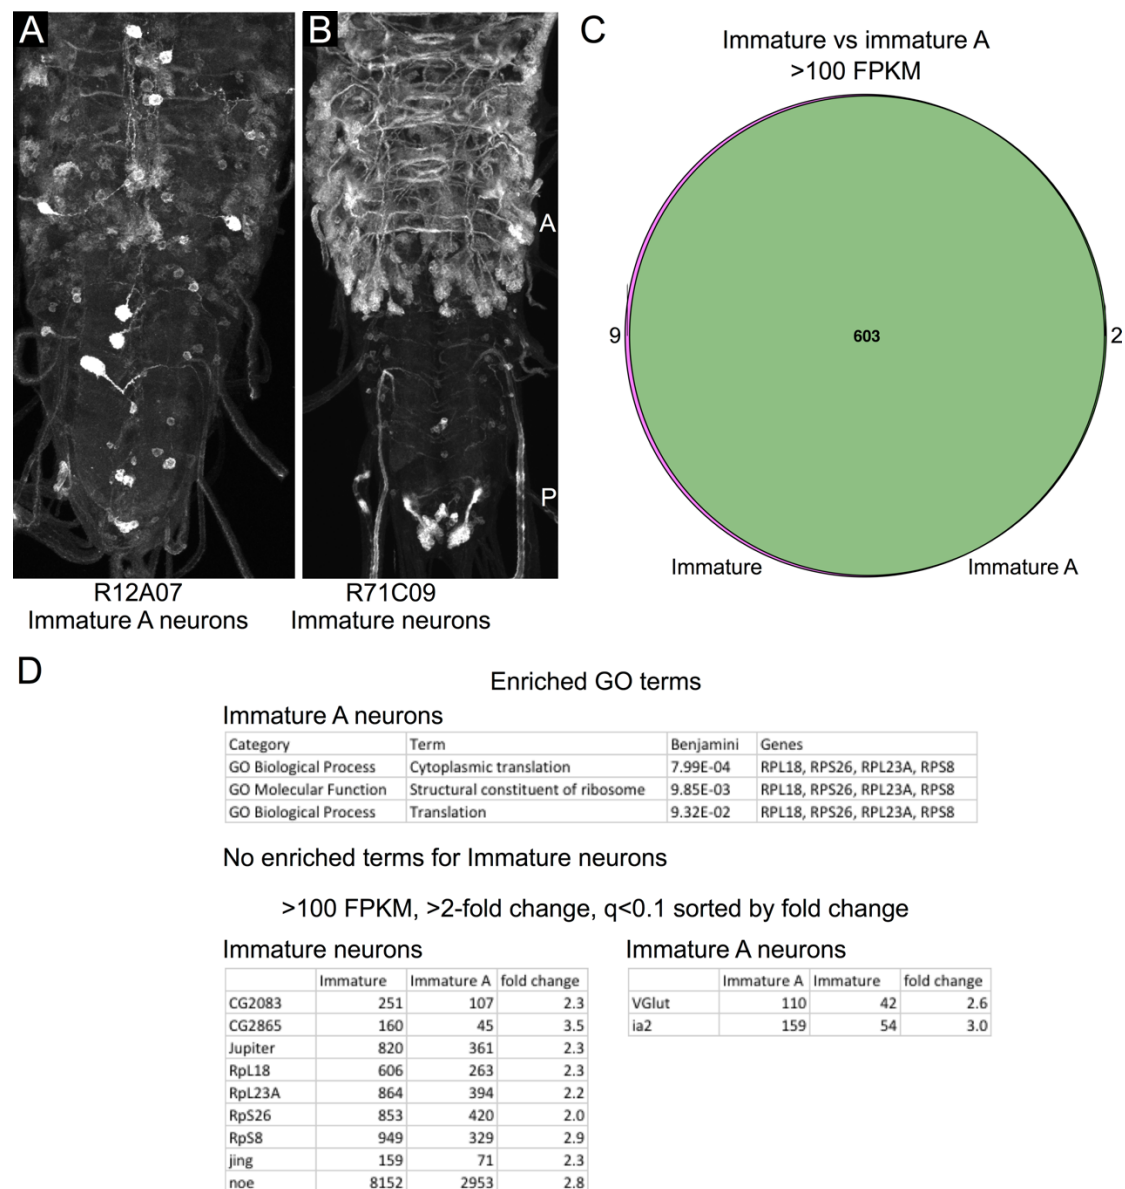 A
B
C
Immature vs immature A
>100 FPKM
A
9
603
2
P
Immature
Immature A
R12A07
R71C09
Immature A neurons
Immature neurons
D
Enriched GO terms
Immature A neurons
Category Term Benjamini Genes
GO Biological Process Cytoplasmic translation 7.99E-04 RPL18, RPS26, RPL23A, RPS8
GO Molecular Function Structural constituent of ribosome 9.85E-03 RPL18, RPS26, RPL23A, RPS8
GO Biological Process Translation 9.32E-02 RPL18, RPS26, RPL23A, RPS8
No enriched terms for Immature neurons
>100 FPKM, >2-fold change, q<0.1 sorted by fold change
Immature neurons
Immature Immature A fold change
CG2083 251 107 2.3
CG2865 160 45 3.5
Jupiter 820 361 2.3
RpL18 606 263 2.3
RpL23A 864 394 2.2
RpS26 853 420 2.0
RpS8 949 329 2.9
jing 159 71 2.3
noe 8152 2953 2.8
Immature A neurons
Immature A Immature fold change
VGlut 110 42 2.6
ia2 159 54 3.0